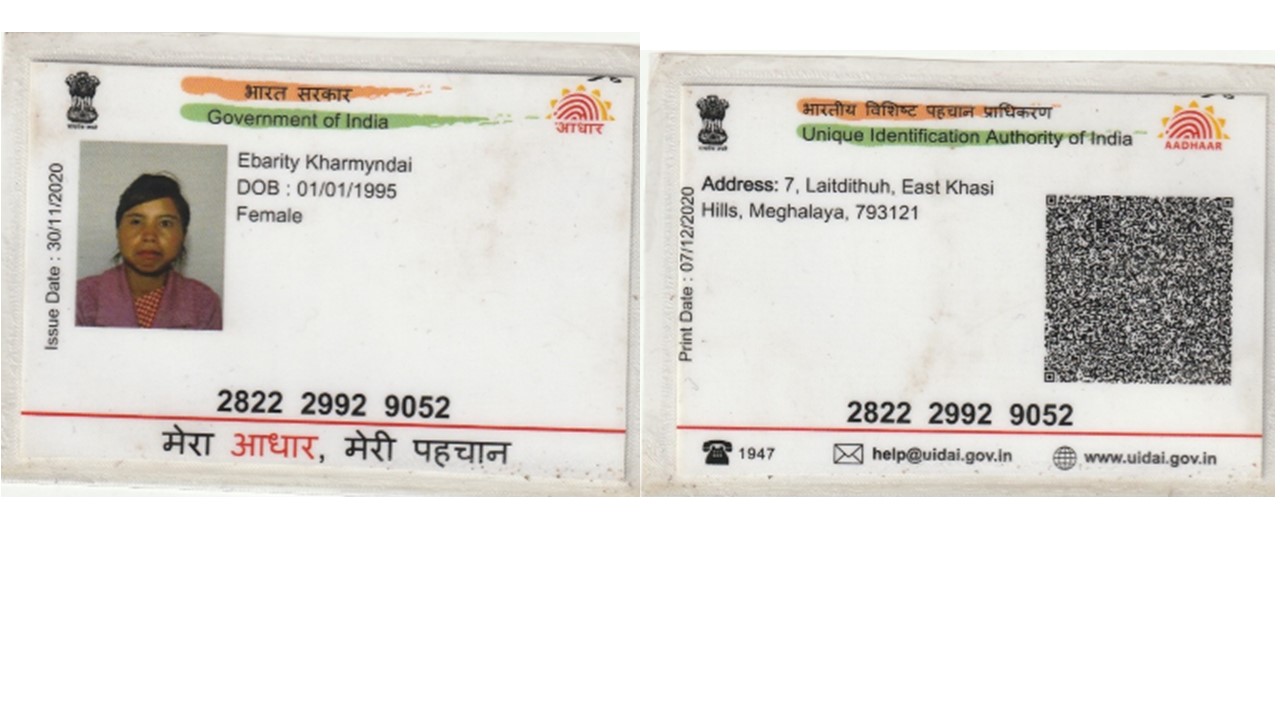 भारत सरकार
Government of India
आधार
Issue Date : 30/11/2020
Ebarity Kharmyndai
DOB : 01/01/1995
Female
2822 2992 9052
मेरा आधार, मेरी पहचान
भारतीय विशिष्ट पहचान प्राधिकरण
Unique Identification Authority of India
AADHAAR
Print Date : 07/12/2020
Address: 7, Laitdithuh, East Khasi
Hills, Meghalaya, 793121
2822 2992 9052
1947 help@uidai.gov.in www.uidai.gov.in